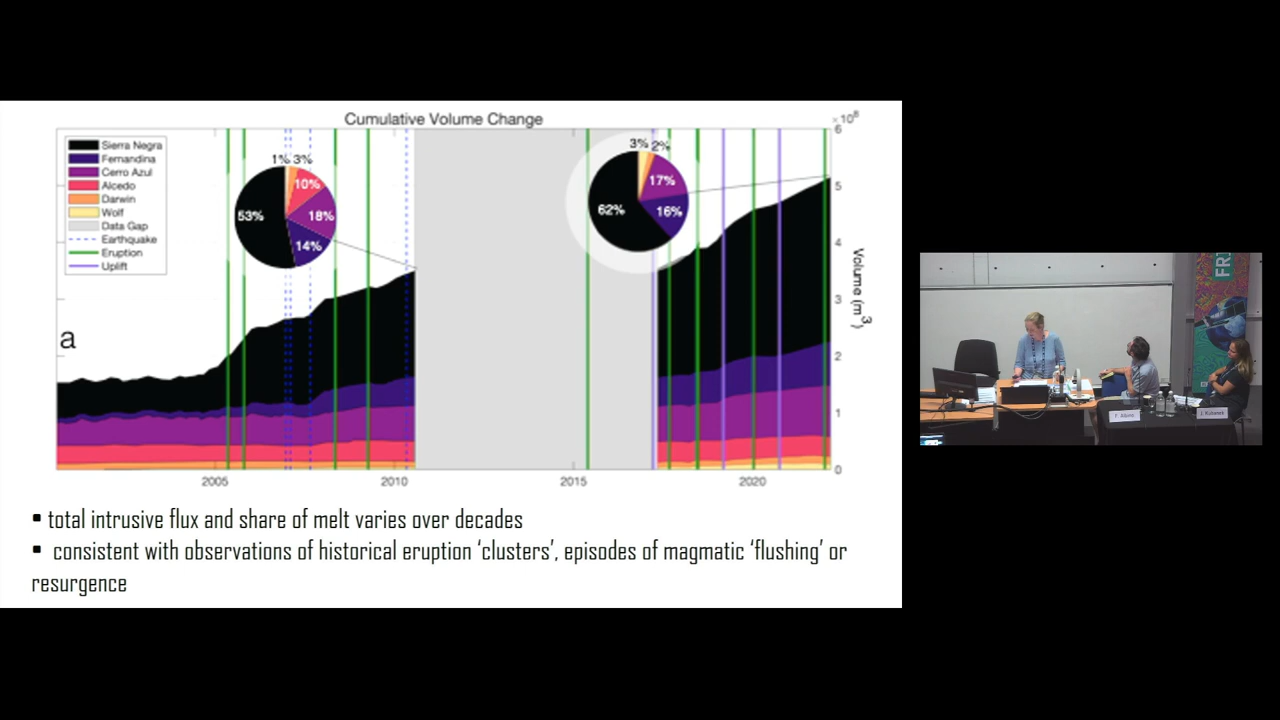 Cumulative Volume Change
×10⁸
Sierra Negra
Fernandina
Cerro Azul
Alcedo
Darwin
Wolf
Data Gap
Earthquake
Eruption
Uplift
1% 3%
10%
53%
18%
14%
3% 2%
17%
62%
16%
a
6
5
4
3
2
1
0
Volume (m³)
2005 2010 2015 2020
▪ total intrusive flux and share of melt varies over decades
▪ consistent with observations of historical eruption ‘clusters’, episodes of magmatic ‘flushing’ or
resurgence
FRI